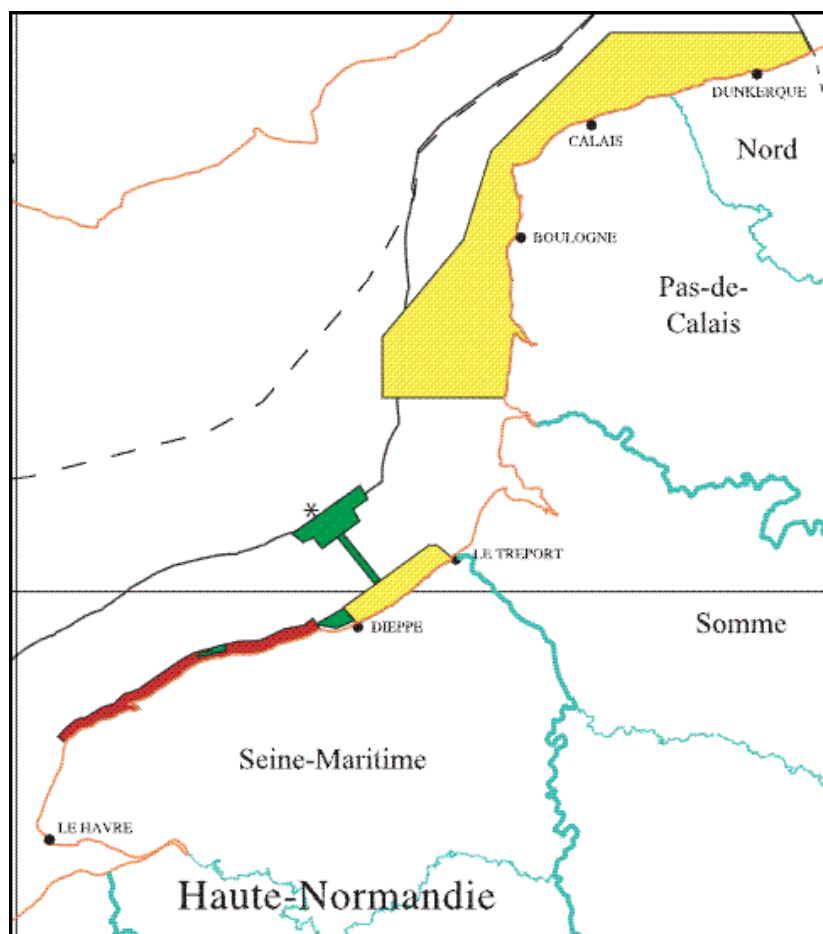 DUNKERQUE
CALAIS
Nord
BOULOGNE
Pas-de-
Calais
*
LE TREPORT
DIEPPE
Somme
Seine-Maritime
LE HAVRE
Haute-Normandie